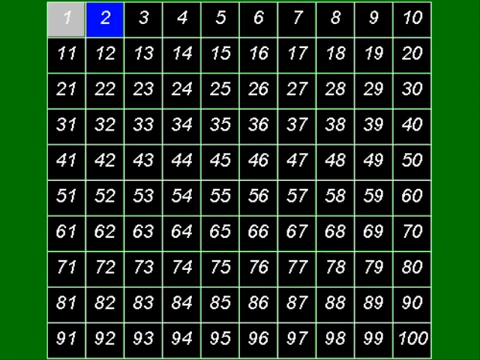 1 2 3 4 5 6 7 8 9 10
11 12 13 14 15 16 17 18 19 20
21 22 23 24 25 26 27 28 29 30
31 32 33 34 35 36 37 38 39 40
41 42 43 44 45 46 47 48 49 50
51 52 53 54 55 56 57 58 59 60
61 62 63 64 65 66 67 68 69 70
71 72 73 74 75 76 77 78 79 80
81 82 83 84 85 86 87 88 89 90
91 92 93 94 95 96 97 98 99 100